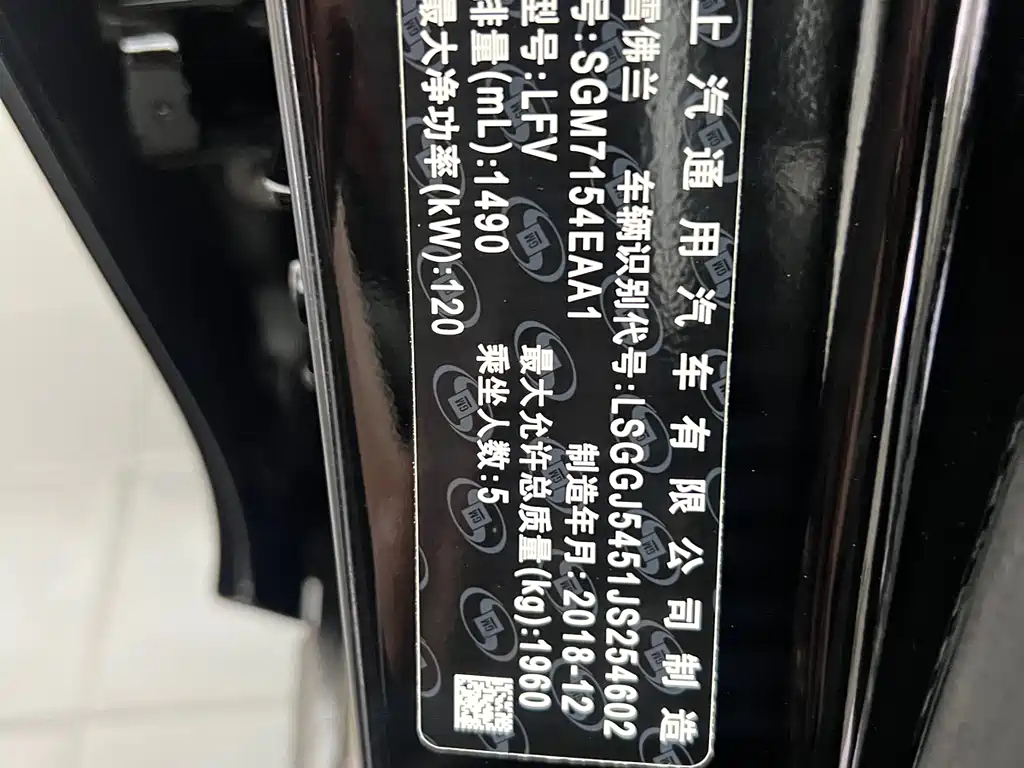 上汽通用汽车有限公司制造
雪佛兰 车辆识别代号:LSGGJ5451JS254602
号:SGM7154EAA1 制造年月:2018-12
型号:LFV 最大允许总质量(kg):1960
排量(mL):1490 乘坐人数:5
最大净功率(kW):120